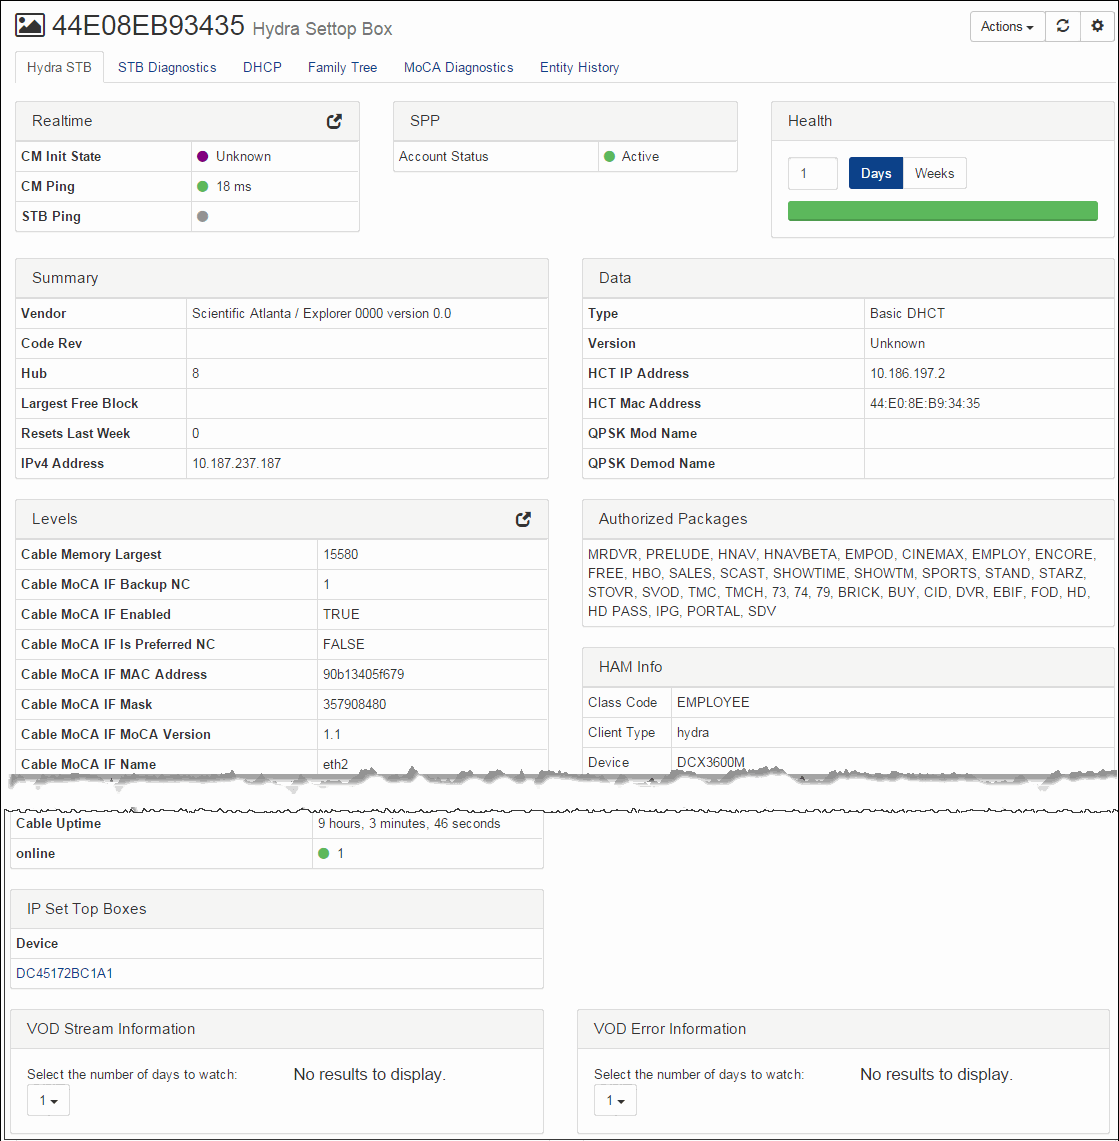 44E08EB93435 Hydra Settop Box
Actions
Hydra STB STB Diagnostics DHCP Family Tree MoCA Diagnostics Entity History
Realtime
CM Init State Unknown
CM Ping 18 ms
STB Ping
SPP
Account Status Active
Health
1 Days Weeks
Summary
Vendor Scientific Atlanta / Explorer 0000 version 0.0
Code Rev
Hub 8
Largest Free Block
Resets Last Week 0
IPv4 Address 10.187.237.187
Data
Type Basic DHCT
Version Unknown
HCT IP Address 10.186.197.2
HCT Mac Address 44:E0:8E:B9:34:35
QPSK Mod Name
QPSK Demod Name
Levels
Cable Memory Largest 15580
Cable MoCA IF Backup NC 1
Cable MoCA IF Enabled TRUE
Cable MoCA IF Is Preferred NC FALSE
Cable MoCA IF MAC Address 90b13405f679
Cable MoCA IF Mask 357908480
Cable MoCA IF MoCA Version 1.1
Cable MoCA IF Name eth2
Authorized Packages
MRDVR, PRELUDE, HNAV, HNAVBETA, EMPOD, CINEMAX, EMPLOY, ENCORE,
FREE, HBO, SALES, SCAST, SHOWTIME, SHOWTM, SPORTS, STAND, STARZ,
STOVR, SVOD, TMC, TMCH, 73, 74, 79, BRICK, BUY, CID, DVR, EBIF, FOD, HD,
HD PASS, IPG, PORTAL, SDV
HAM Info
Class Code EMPLOYEE
Client Type hydra
Device DCX3600M
Cable Uptime 9 hours, 3 minutes, 46 seconds
online 1
IP Set Top Boxes
Device
DC45172BC1A1
VOD Stream Information
Select the number of days to watch: No results to display.
1
VOD Error Information
Select the number of days to watch: No results to display.
1